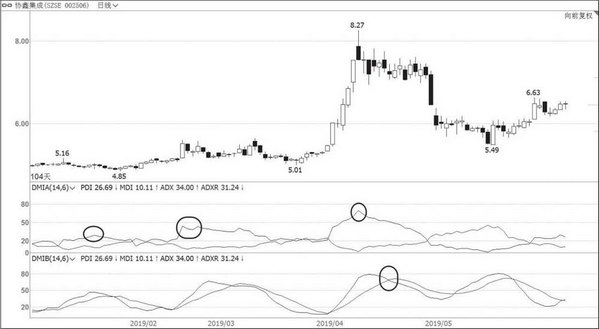 协鑫集成(SZSE 002506) 日线
向前复权
8.27
8.00
6.63
6.00
5.16
5.49
4.85
5.01
104天
DMIA(14,6) PDI 26.69↓ MDI 10.11↑ ADX 34.00↑ ADXR 31.24↓
80
60
40
20
0
DMIB(14,6) PDI 26.69↓ MDI 10.11↑ ADX 34.00↑ ADXR 31.24↓
80
60
40
20
2019/02 2019/03 2019/04 2019/05